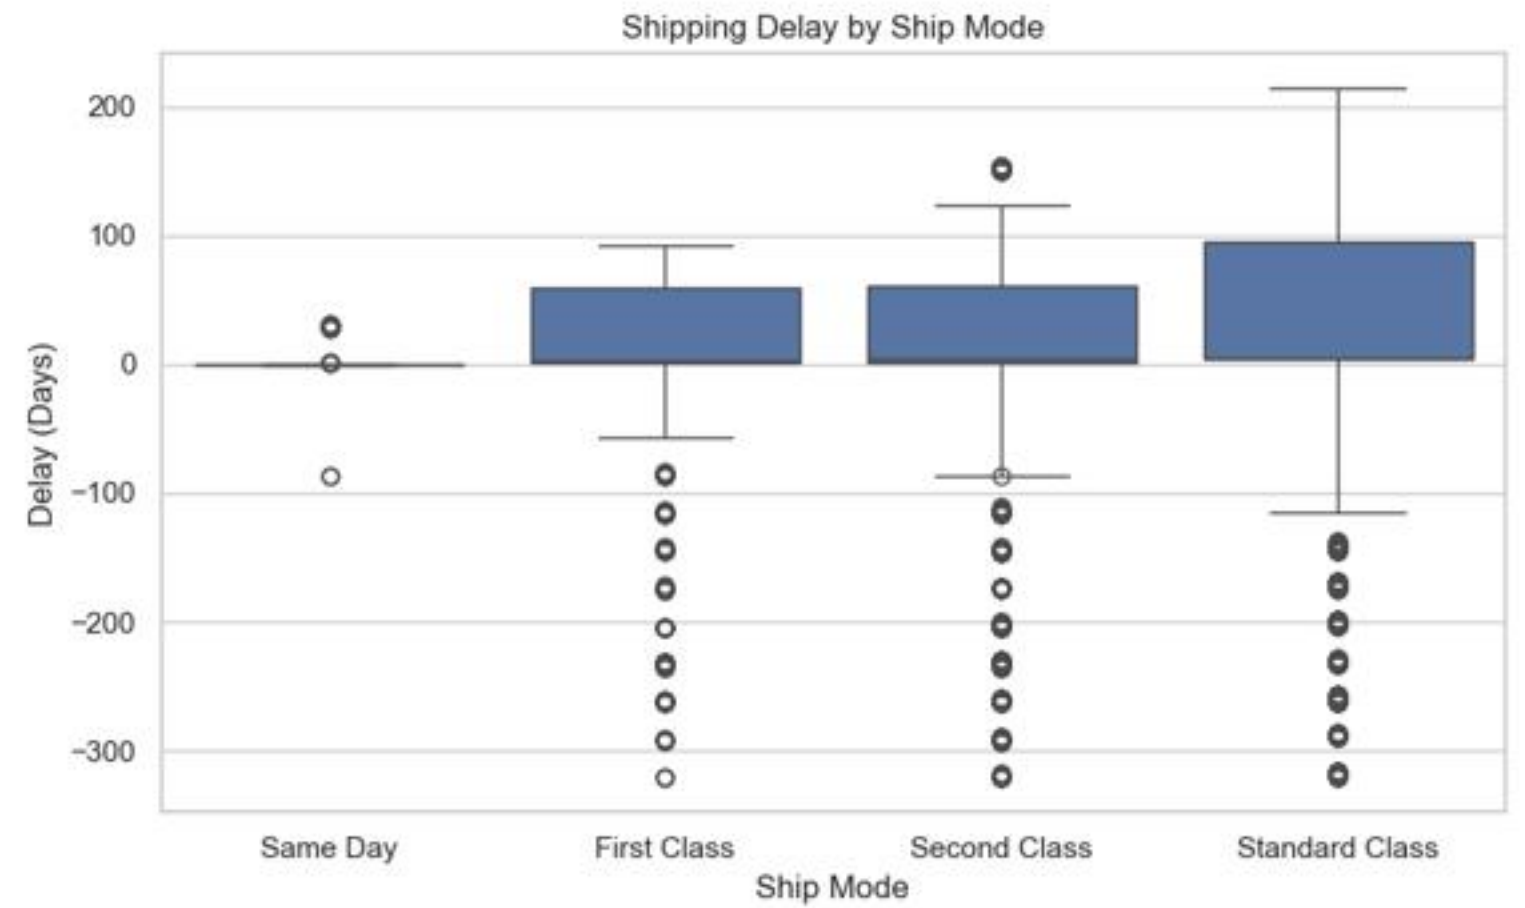 Shipping Delay by Ship Mode
Delay (Days)
200
100
0
−100
−200
−300
Same Day First Class Second Class Standard Class
Ship Mode